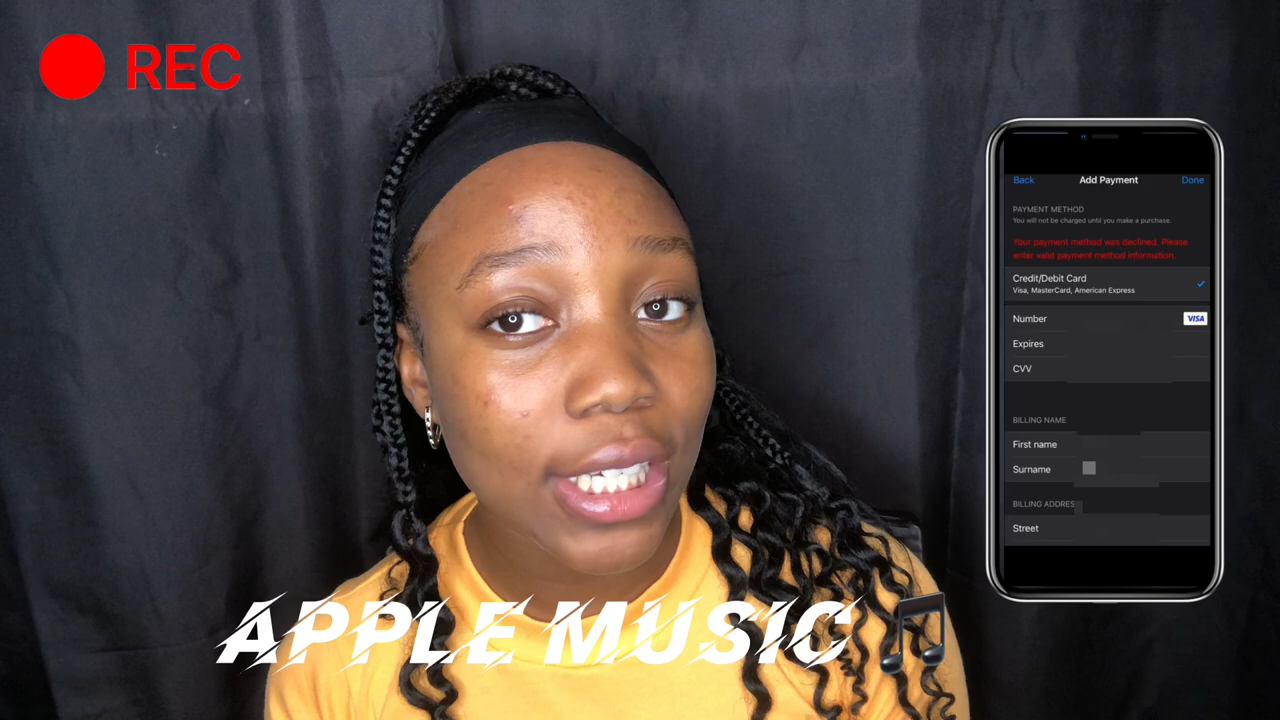 REC
Back Add Payment Done
PAYMENT METHOD
You will not be charged until you make a purchase.
Your payment method was declined. Please
enter valid payment method information.
Credit/Debit Card
Visa, MasterCard, American Express
Number VISA
Expires
CVV
BILLING NAME
First name
Surname
BILLING ADDRES
Street
APPLE MUSIC